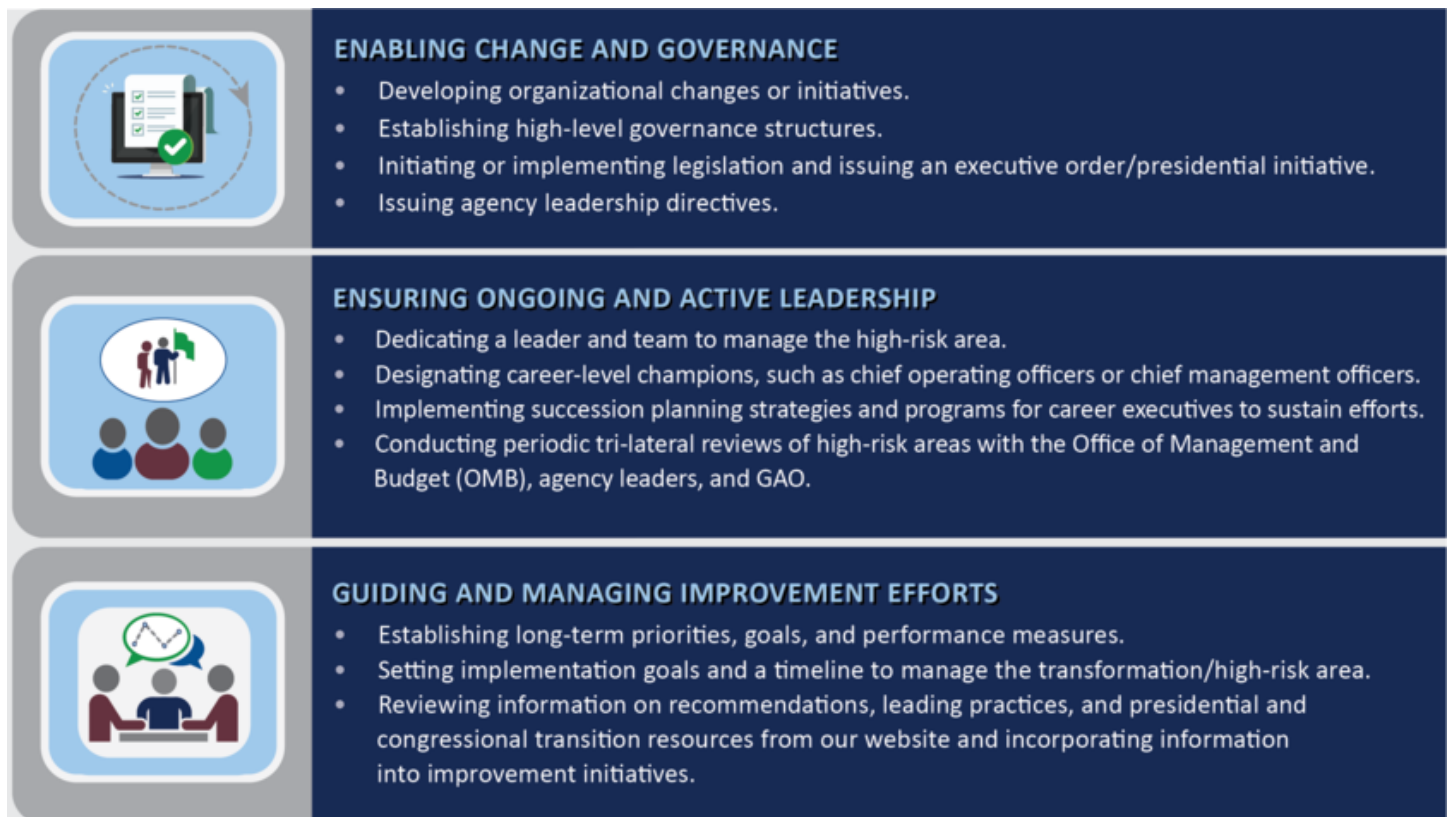 ENABLING CHANGE AND GOVERNANCE
• Developing organizational changes or initiatives.
• Establishing high-level governance structures.
• Initiating or implementing legislation and issuing an executive order/presidential initiative.
• Issuing agency leadership directives.
ENSURING ONGOING AND ACTIVE LEADERSHIP
• Dedicating a leader and team to manage the high-risk area.
• Designating career-level champions, such as chief operating officers or chief management officers.
• Implementing succession planning strategies and programs for career executives to sustain efforts.
• Conducting periodic tri-lateral reviews of high-risk areas with the Office of Management and
Budget (OMB), agency leaders, and GAO.
GUIDING AND MANAGING IMPROVEMENT EFFORTS
• Establishing long-term priorities, goals, and performance measures.
• Setting implementation goals and a timeline to manage the transformation/high-risk area.
• Reviewing information on recommendations, leading practices, and presidential and
congressional transition resources from our website and incorporating information
into improvement initiatives.